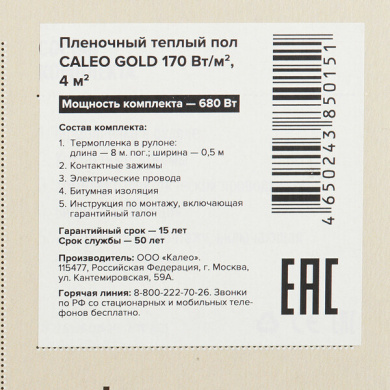 Пленочный теплый пол
CALEO GOLD 170 Вт/м²,
4 м²
Мощность комплекта — 680 Вт
Состав комплекта:
1. Термопленка в рулоне:
длина — 8 м. пог.; ширина — 0,5 м
2. Контактные зажимы
3. Электрические провода
4. Битумная изоляция
5. Инструкция по монтажу, включающая
гарантийный талон
Гарантийный срок — 15 лет
Срок службы — 50 лет
Производитель: ООО «Калео».
115477, Российская Федерация, г. Москва,
ул. Кантемировская, 59А.
Горячая линия: 8-800-222-70-26. Звонки
по РФ со стационарных и мобильных теле-
фонов бесплатно.
4650243850151
EAC